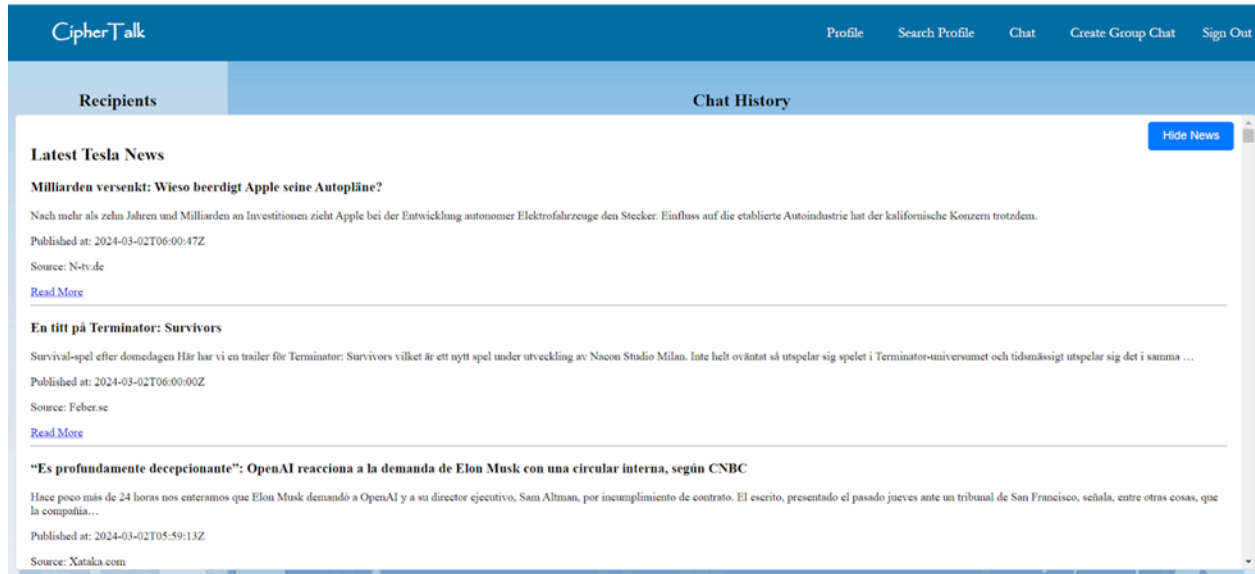 CipherTalk
Profile Search Profile Chat Create Group Chat Sign Out
Recipients Chat History
Hide News
Latest Tesla News
Milliarden versenkt: Wieso beerdigt Apple seine Autopläne?
Nach mehr als zehn Jahren und Milliarden an Investitionen zieht Apple bei der Entwicklung autonomer Elektrofahrzeuge den Stecker. Einfluss auf die etablierte Autoindustrie hat der kalifornische Konzern trotzdem.
Published at: 2024-03-02T06:00:47Z
Source: N-tv.de
Read More
En titt på Terminator: Survivors
Survival-spel efter domedagen Här har vi en trailer för Terminator: Survivors vilket är ett nytt spel under utveckling av Nacon Studio Milan. Inte helt oväntat så utspelar sig spelet i Terminator-universumet och tidsmässigt utspelar sig det i samma …
Published at: 2024-03-02T06:00:00Z
Source: Feber.se
Read More
“Es profundamente decepcionante”: OpenAI reacciona a la demanda de Elon Musk con una circular interna, según CNBC
Hace poco más de 24 horas nos enteramos que Elon Musk demandó a OpenAI y a su director ejecutivo, Sam Altman, por incumplimiento de contrato. El escrito, presentado el pasado jueves ante un tribunal de San Francisco, señala, entre otras cosas, que
la compañía…
Published at: 2024-03-02T05:59:13Z
Source: Xataka.com